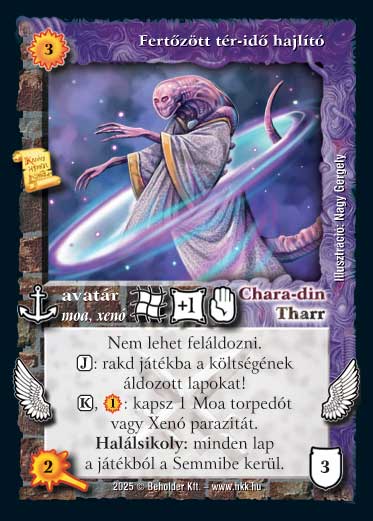 3
Fertőzött tér-idő hajlító
Illusztráció: Nagy Gergely
avatár
moa, xenó
+1
Chara-din
Tharr
Nem lehet feláldozni.
J: rakd játékba a költségének
áldozott lapokat!
K, 1: kapsz 1 Moa torpedót
vagy Xenó parazitát.
Halálsikoly: minden lap
a játékból a Semmibe kerül.
2
3
2025 © Beholder Kft. – www.hkk.hu